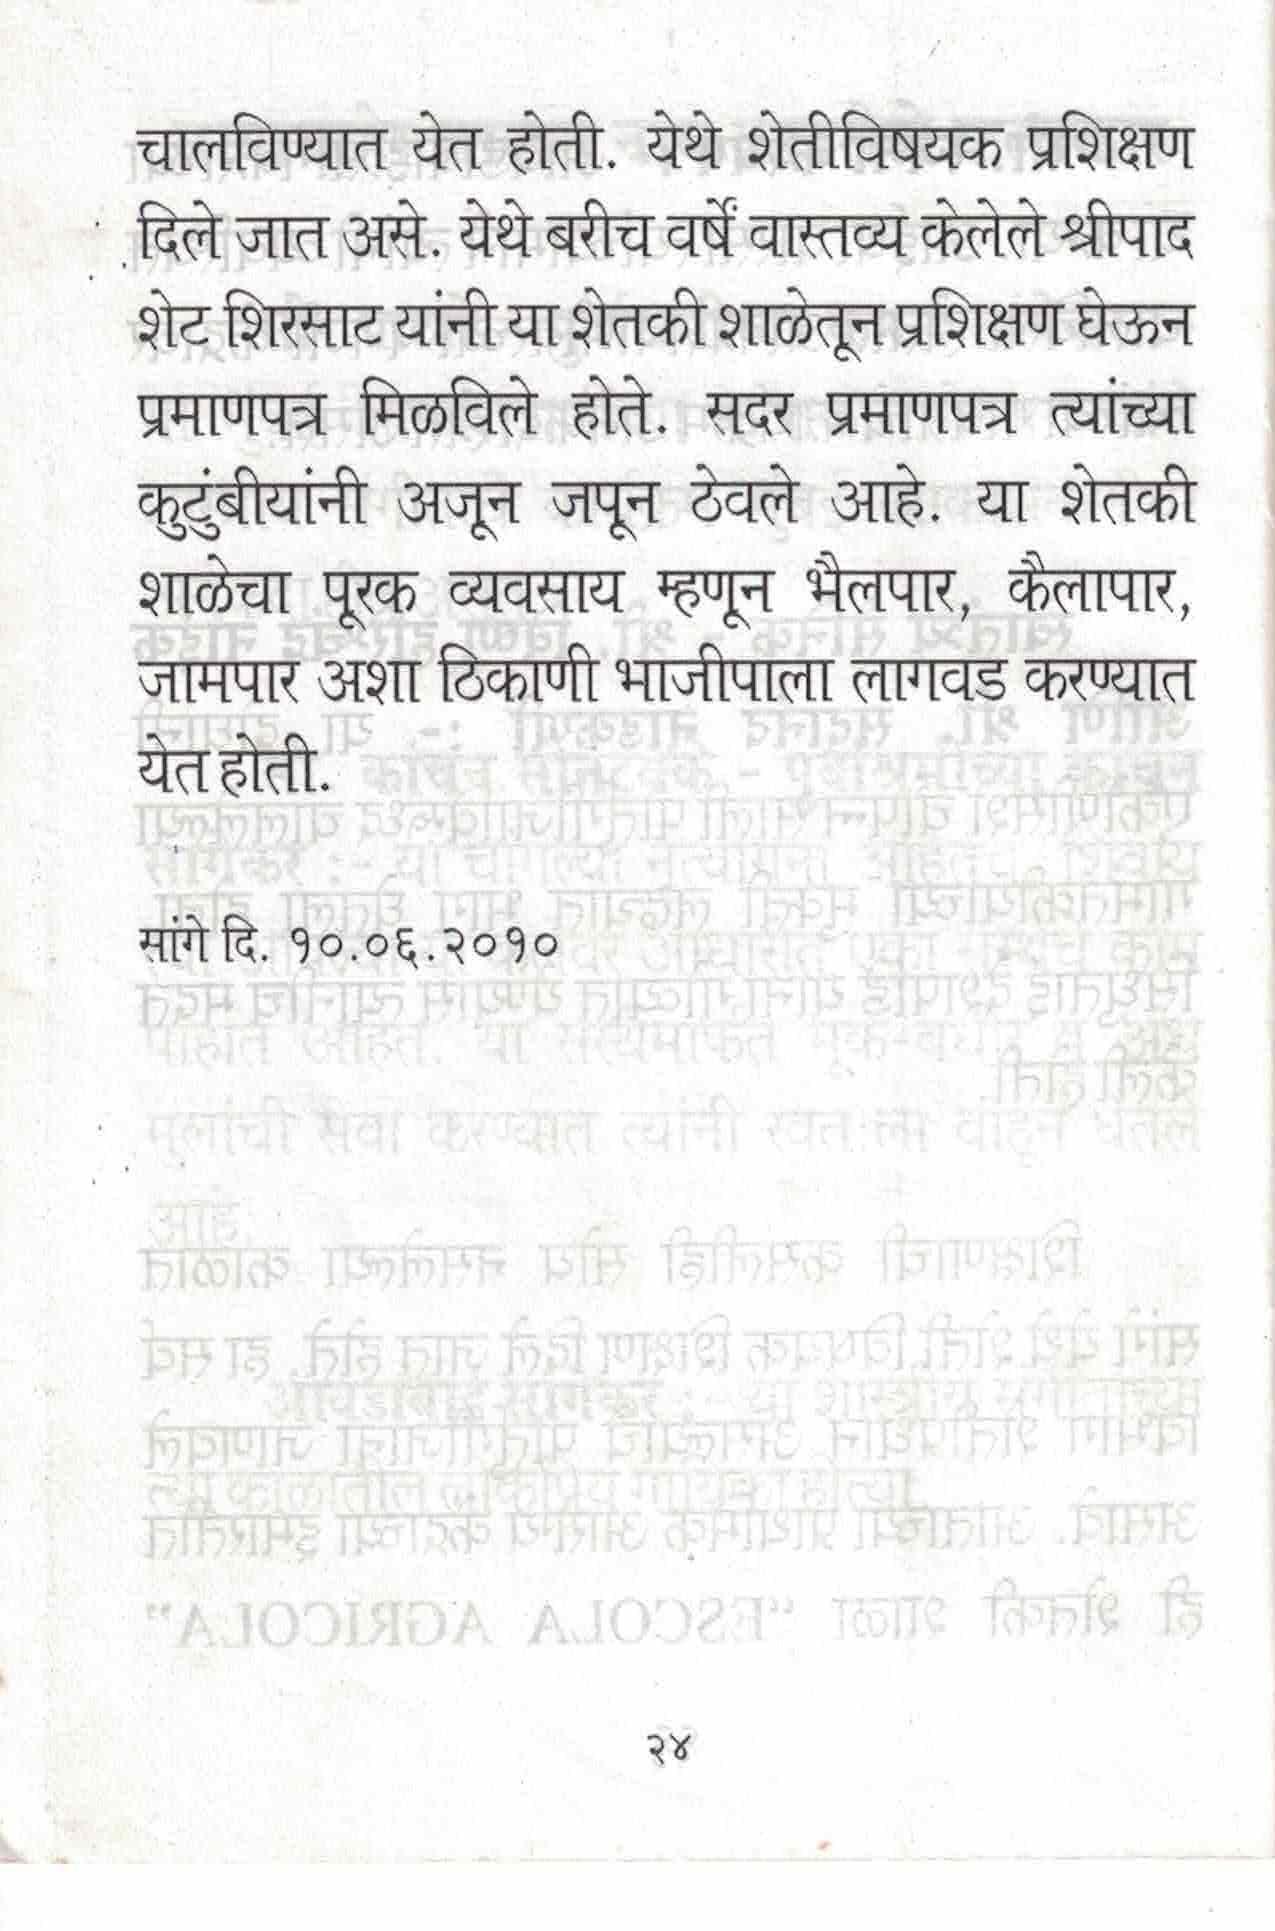 चालविण्यात येत होती. येथे शेतीविषयक प्रशिक्षण
दिले जात असे. येथे बरीच वर्षें वास्तव्य केलेले श्रीपाद
शेट शिरसाट यांनी या शेतकी शाळेतून प्रशिक्षण घेऊन
प्रमाणपत्र मिळविले होते. सदर प्रमाणपत्र त्यांच्या
कुटुंबीयांनी अजून जपून ठेवले आहे. या शेतकी
शाळेचा पूरक व्यवसाय म्हणून भैलपार, कैलापार,
जामपार अशा ठिकाणी भाजीपाला लागवड करण्यात
येत होती.
सांगे दि. १०.०६.२०१०
२४